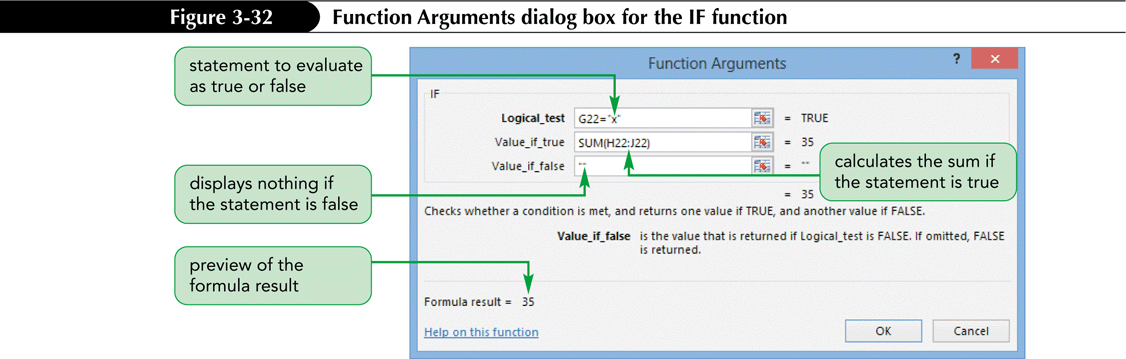 Figure 3-32 Function Arguments dialog box for the IF function
statement to evaluate
as true or false
Function Arguments
?
IF
Logical_test G22="x" = TRUE
Value_if_true SUM(H22:J22) = 35
Value_if_false "" = ""
calculates the sum if
the statement is true
displays nothing if
the statement is false
= 35
Checks whether a condition is met, and returns one value if TRUE, and another value if FALSE.
Value_if_false is the value that is returned if Logical_test is FALSE. If omitted, FALSE
is returned.
preview of the
formula result
Formula result = 35
Help on this function
OK Cancel